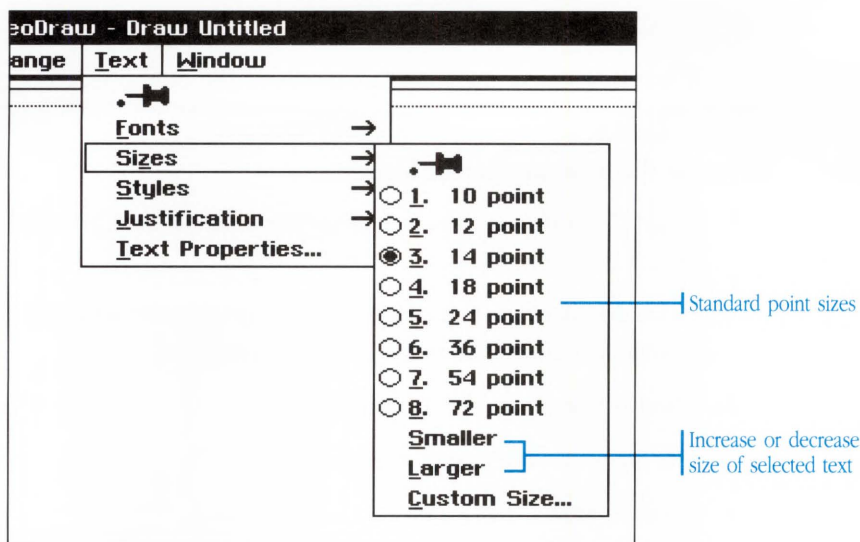 eoDraw - Draw Untitled
ange Text Window
Fonts →
Sizes →
Styles →
Justification →
Text Properties...
1. 10 point
2. 12 point
3. 14 point
4. 18 point
5. 24 point
6. 36 point
7. 54 point
8. 72 point
Smaller
Larger
Custom Size...
Standard point sizes
Increase or decrease
size of selected text